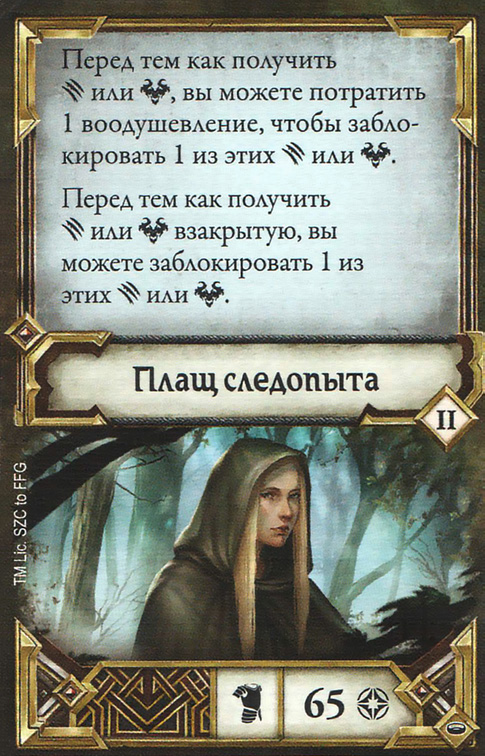 Перед тем как получить
или , вы можете потратить
1 воодушевление, чтобы забло-
кировать 1 из этих или .
Перед тем как получить
или взакрытую, вы
можете заблокировать 1 из
этих или .
Плащ следопыта
II
TM Lic. SZC to FFG
65